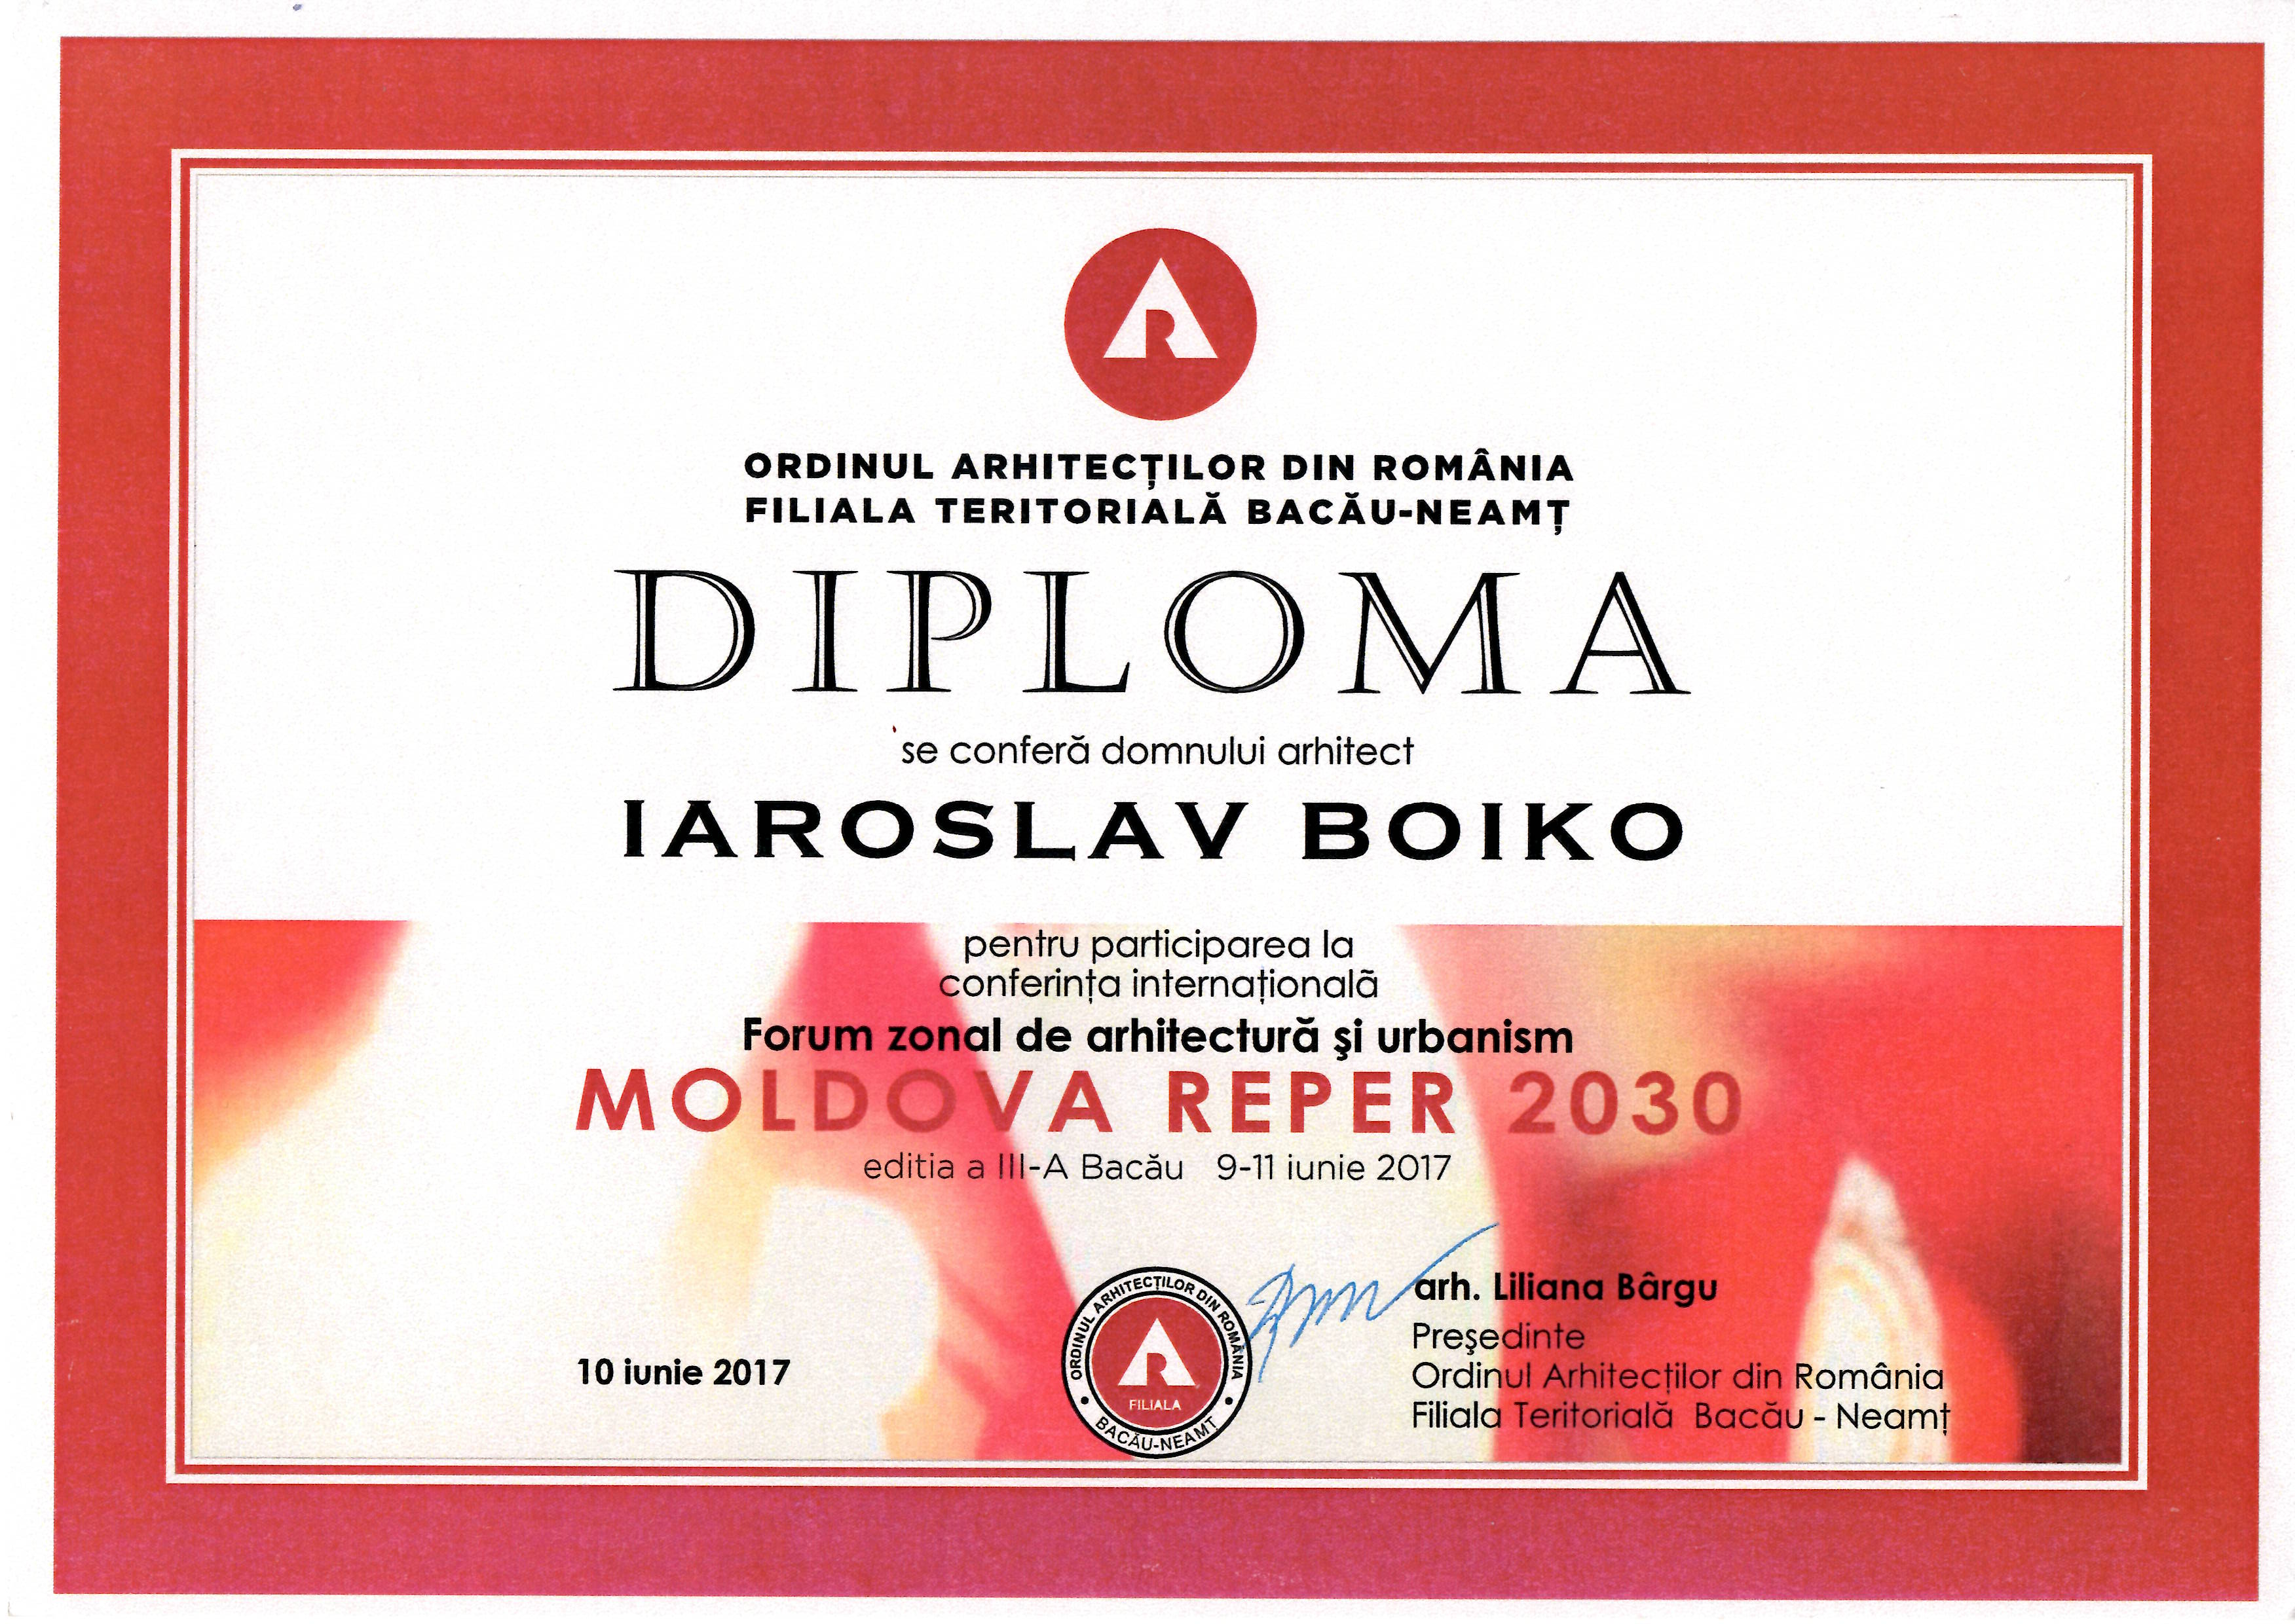 R
ORDINUL ARHITECȚILOR DIN ROMÂNIA
FILIALA TERITORIALĂ BACĂU-NEAMȚ
DIPLOMA
se conferă domnului arhitect
IAROSLAV BOIKO
pentru participarea la
conferința internațională
Forum zonal de arhitectură şi urbanism
MOLDOVA REPER 2030
editia a III-A Bacău 9-11 iunie 2017
10 iunie 2017
ORDINUL ARHITECȚILOR DIN ROMÂNIA
R
FILIALA
BACĂU-NEAMȚ
arh. Liliana Bârgu
Preşedinte
Ordinul Arhitecților din România
Filiala Teritorială Bacău - Neamț